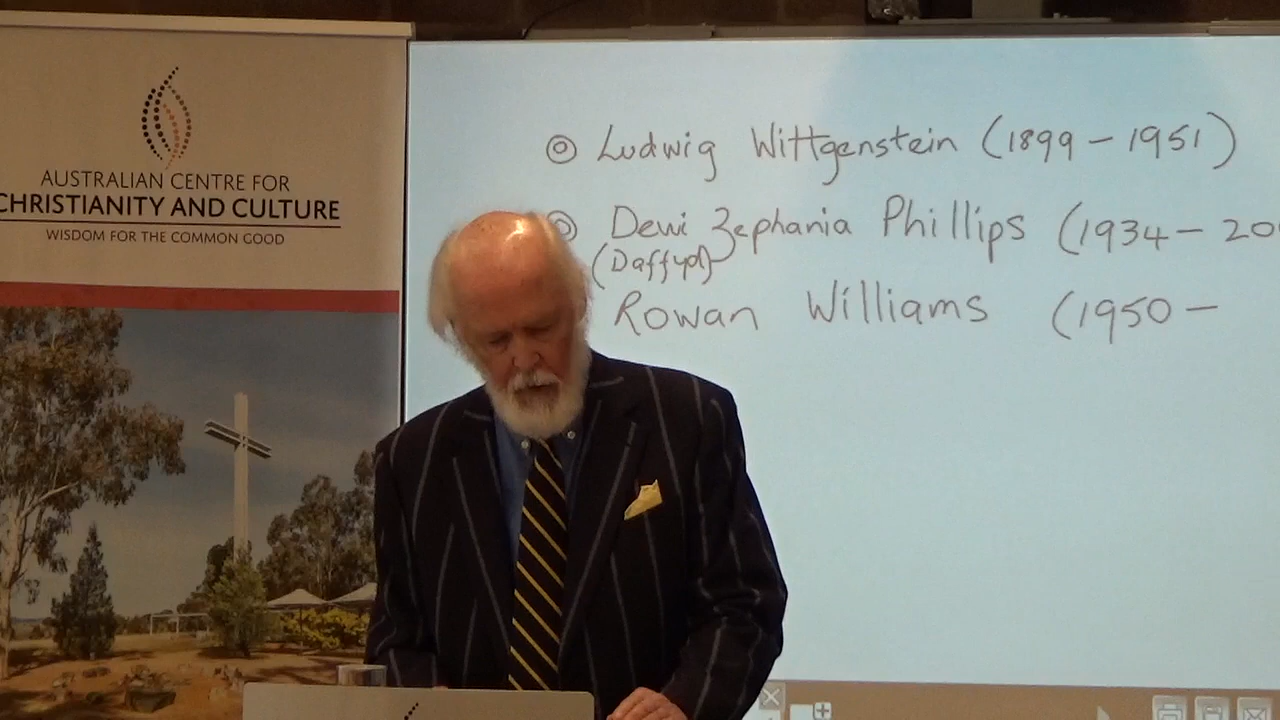 AUSTRALIAN CENTRE FOR
CHRISTIANITY AND CULTURE
WISDOM FOR THE COMMON GOOD
Ludwig Wittgenstein (1899 – 1951)
Dewi Zephania Phillips (1934 – 20
(Daffyd)
Rowan Williams (1950 –